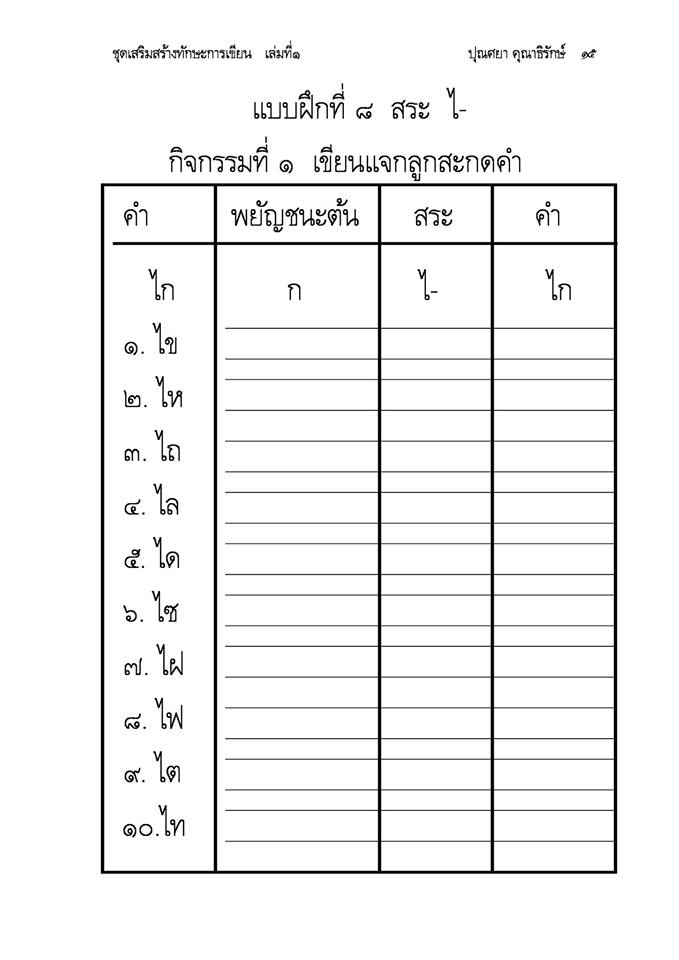 ชุดเสริมสร้างทักษะการเขียน เล่มที่๑ ปุณศยา คุณาธิรักษ์ ๑๕
แบบฝึกที่ ๘ สระ ไ-
กิจกรรมที่ ๑ เขียนแจกลูกสะกดคำ
คำ พยัญชนะต้น สระ คำ
ไก ก ไ- ไก
๑. ไข
๒. ไห
๓. ไถ
๔. ไล
๕. ได
๖. ไซ
๗. ไฝ
๘. ไฟ
๙. ไต
๑๐.ไท